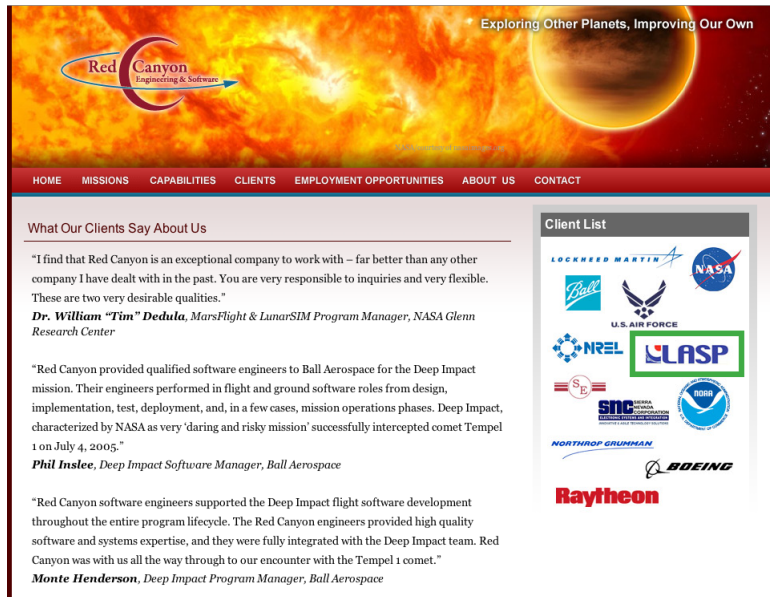 Exploring Other Planets, Improving Our Own
Red Canyon
Engineering & Software
HOME MISSIONS CAPABILITIES CLIENTS EMPLOYMENT OPPORTUNITIES ABOUT US CONTACT
What Our Clients Say About Us
“I find that Red Canyon is an exceptional company to work with – far better than any other
company I have dealt with in the past. You are very responsible to inquiries and very flexible.
These are two very desirable qualities.”
Dr. William “Tim” Dedula, MarsFlight & LunarSIM Program Manager, NASA Glenn
Research Center
“Red Canyon provided qualified software engineers to Ball Aerospace for the Deep Impact
mission. Their engineers performed in flight and ground software roles from design,
implementation, test, deployment, and, in a few cases, mission operations phases. Deep Impact,
characterized by NASA as very ‘daring and risky mission’ successfully intercepted comet Tempel
1 on July 4, 2005.”
Phil Inslee, Deep Impact Software Manager, Ball Aerospace
“Red Canyon software engineers supported the Deep Impact flight software development
throughout the entire program lifecycle. The Red Canyon engineers provided high quality
software and systems expertise, and they were fully integrated with the Deep Impact team. Red
Canyon was with us all the way through to our encounter with the Tempel 1 comet.”
Monte Henderson, Deep Impact Program Manager, Ball Aerospace
Client List
LOCKHEED MARTIN
NASA
Ball
U.S. AIR FORCE
NREL
LASP
SE
snc SIERRA
NEVADA
CORPORATION
NOAA
NORTHROP GRUMMAN
BOEING
Raytheon